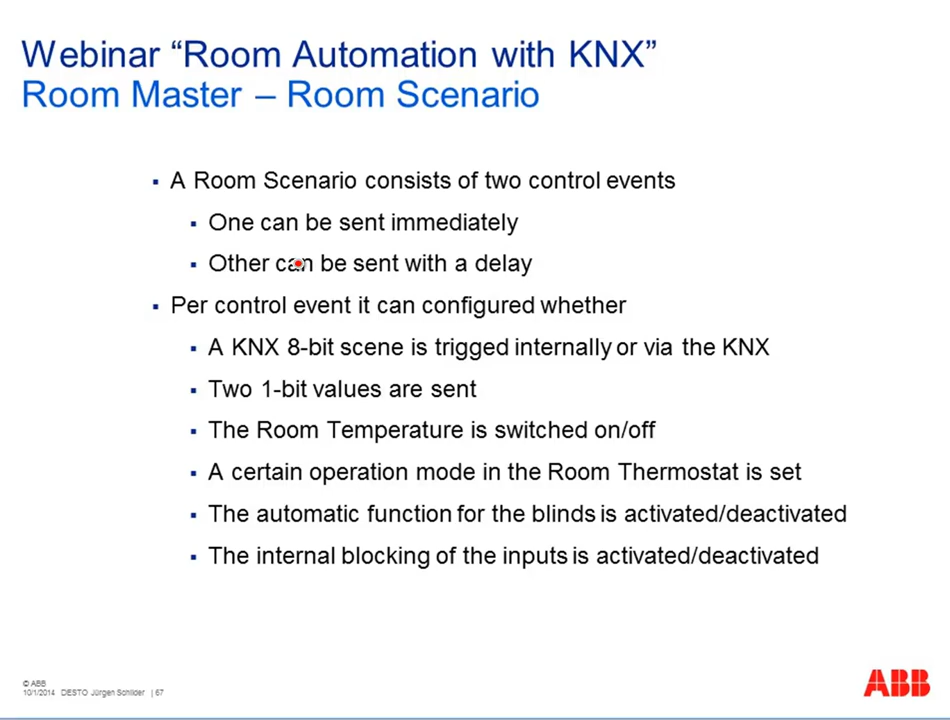 Webinar “Room Automation with KNX”
Room Master – Room Scenario
▪ A Room Scenario consists of two control events
▪ One can be sent immediately
▪ Other can be sent with a delay
▪ Per control event it can configured whether
▪ A KNX 8-bit scene is trigged internally or via the KNX
▪ Two 1-bit values are sent
▪ The Room Temperature is switched on/off
▪ A certain operation mode in the Room Thermostat is set
▪ The automatic function for the blinds is activated/deactivated
▪ The internal blocking of the inputs is activated/deactivated
© ABB
10/1/2014 DESTO Jürgen Schilder | 67
ABB